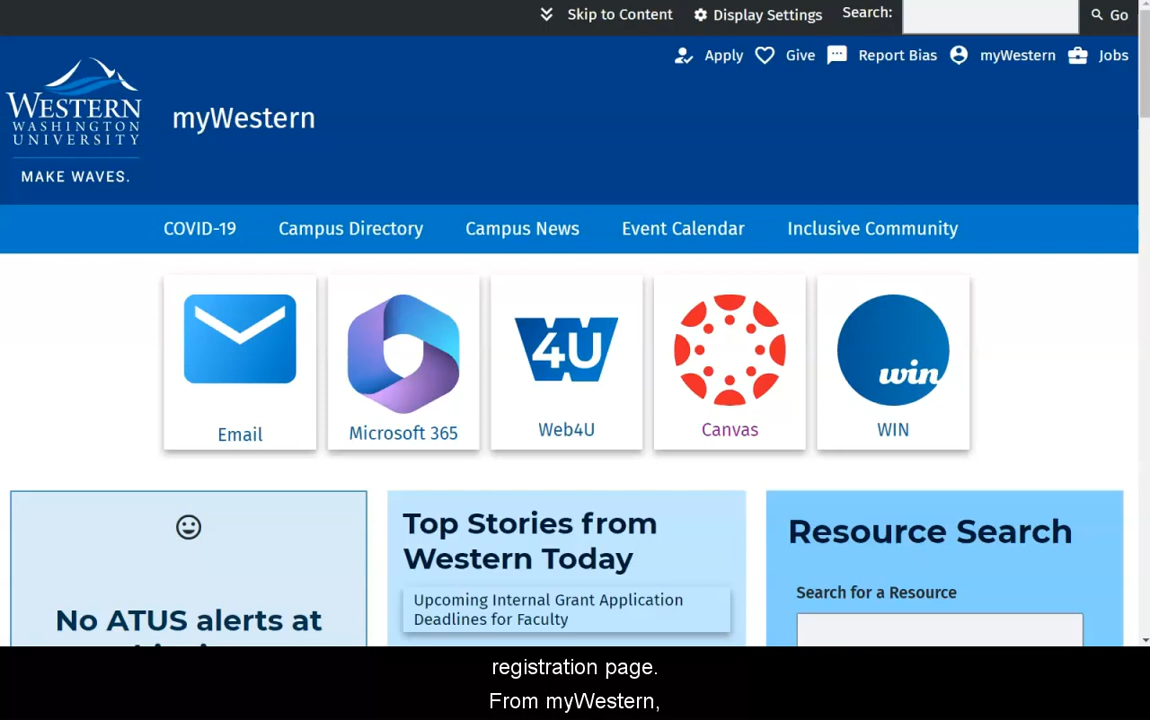 Skip to Content
Display Settings
Search:
Go
Apply
Give
Report Bias
myWestern
Jobs
WESTERN
WASHINGTON
UNIVERSITY
MAKE WAVES.
myWestern
COVID-19
Campus Directory
Campus News
Event Calendar
Inclusive Community
4U
win
Email
Microsoft 365
Web4U
Canvas
WIN
No ATUS alerts at
Top Stories from
Western Today
Upcoming Internal Grant Application
Deadlines for Faculty
Resource Search
Search for a Resource
registration page.
From myWestern,